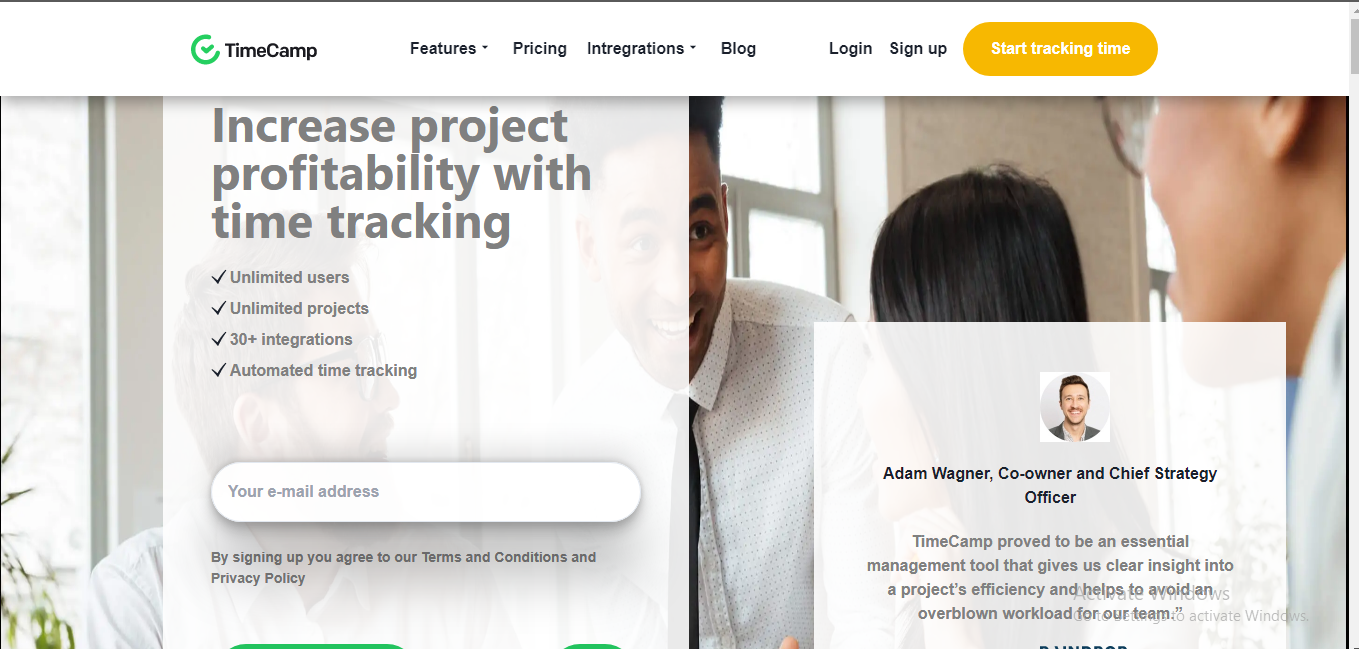 TimeCamp
Features
Pricing
Intregrations
Blog
Login
Sign up
Start tracking time
Increase project
profitability with
time tracking
Unlimited users
Unlimited projects
30+ integrations
Automated time tracking
Your e-mail address
By signing up you agree to our Terms and Conditions and
Privacy Policy
Adam Wagner, Co-owner and Chief Strategy
Officer
TimeCamp proved to be an essential
management tool that gives us clear insight into
a project’s efficiency and helps to avoid an
overblown workload for our team.”
Activate Windows
Go to Settings to activate Windows.